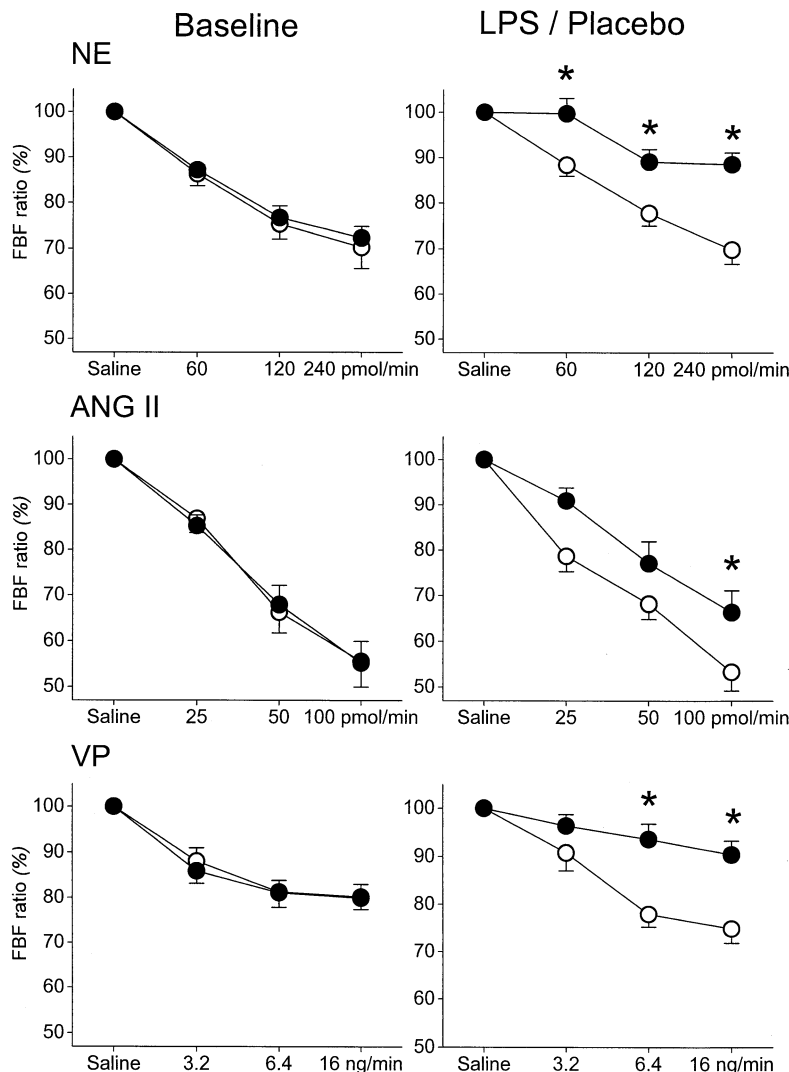 Baseline LPS / Placebo
NE
* * *
100 100
90 90
80 80
70 70
60 60
50 50
FBF ratio (%)
Saline 60 120 240 pmol/min Saline 60 120 240 pmol/min
ANG II
*
100 100
90 90
80 80
70 70
60 60
50 50
FBF ratio (%)
Saline 25 50 100 pmol/min Saline 25 50 100 pmol/min
VP
* *
100 100
90 90
80 80
70 70
60 60
50 50
FBF ratio (%)
Saline 3.2 6.4 16 ng/min Saline 3.2 6.4 16 ng/min